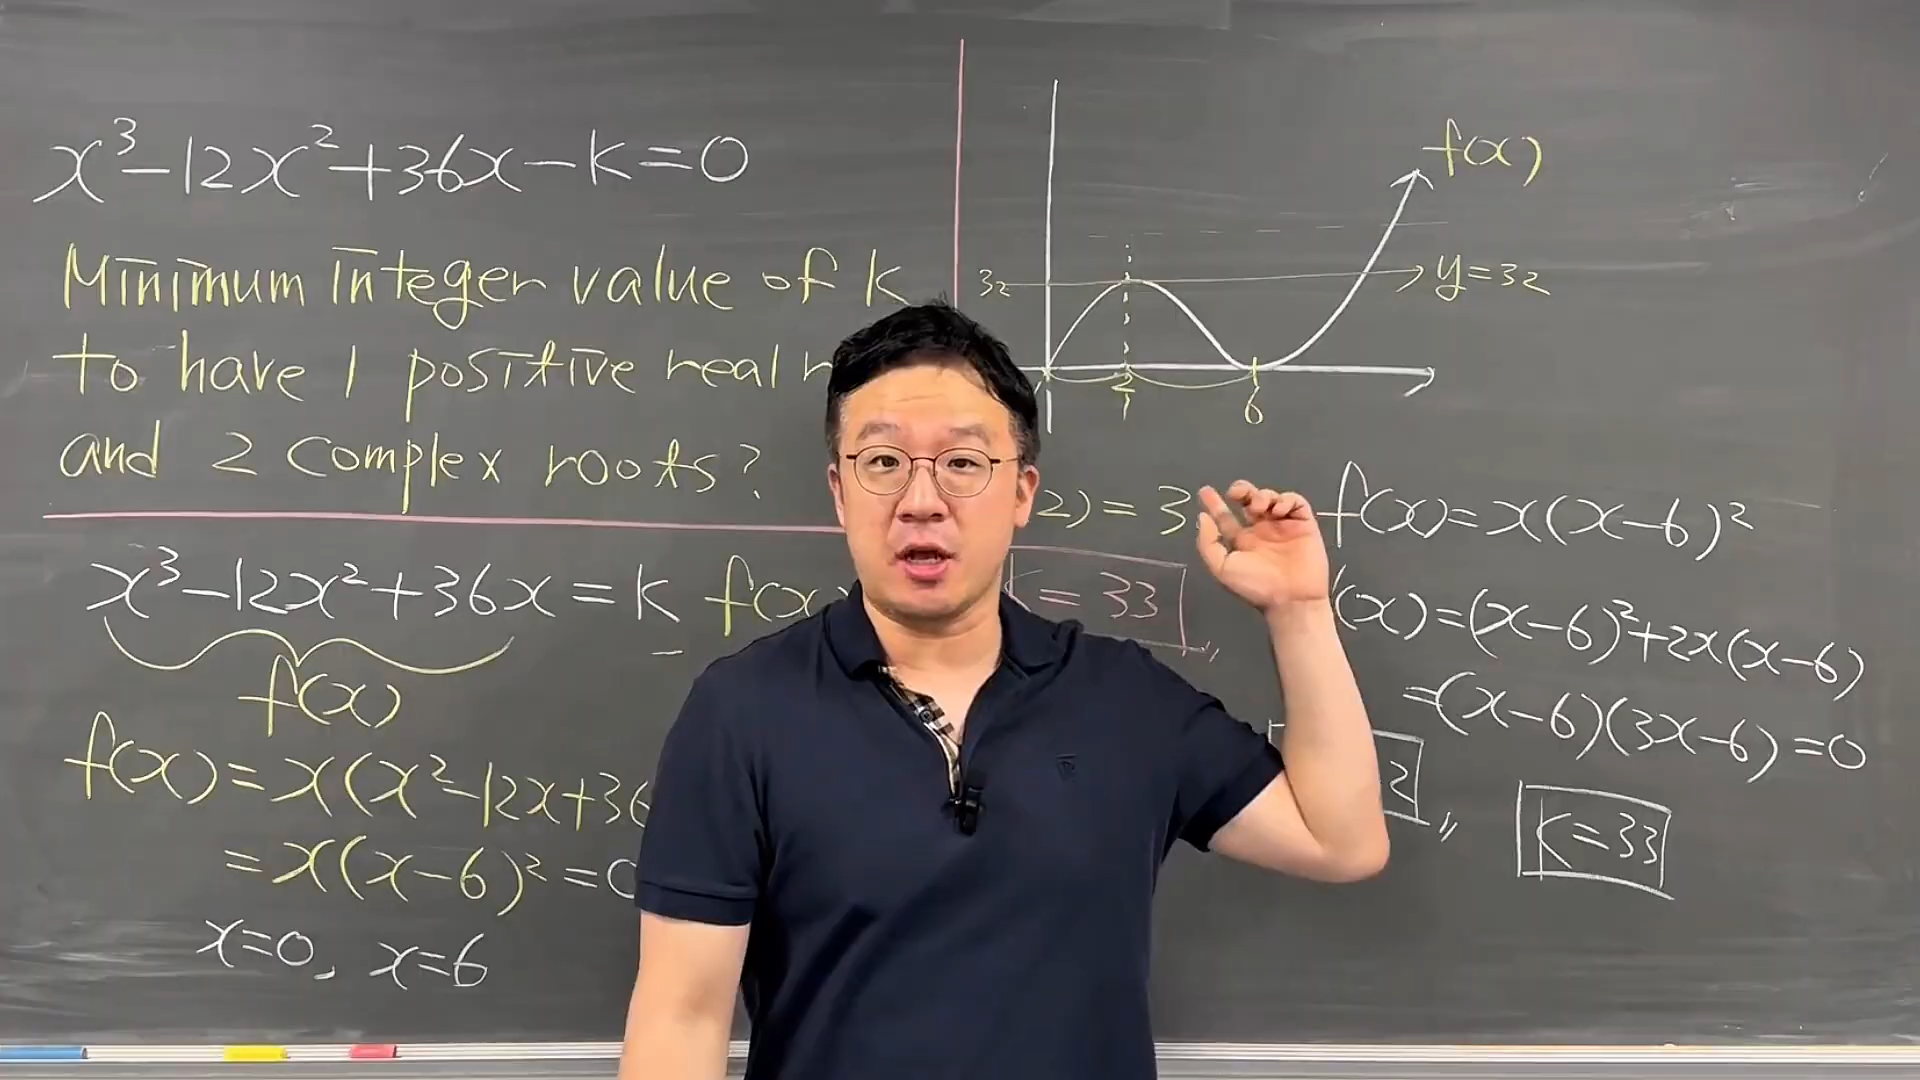 x³-12x²+36x-k=0
Minimum integer value of k
to have 1 positive real
and 2 complex roots?
x³-12x²+36x=k
f(x)
f(x)=x(x²-12x+36
=x(x-6)²=0
x=0, x=6
f(x)
32
y=32
2
6
2)=3
k=33
f(x)=x(x-6)²
(x)=(x-6)²+2x(x-6)
=(x-6)(3x-6)=0
2
k=33